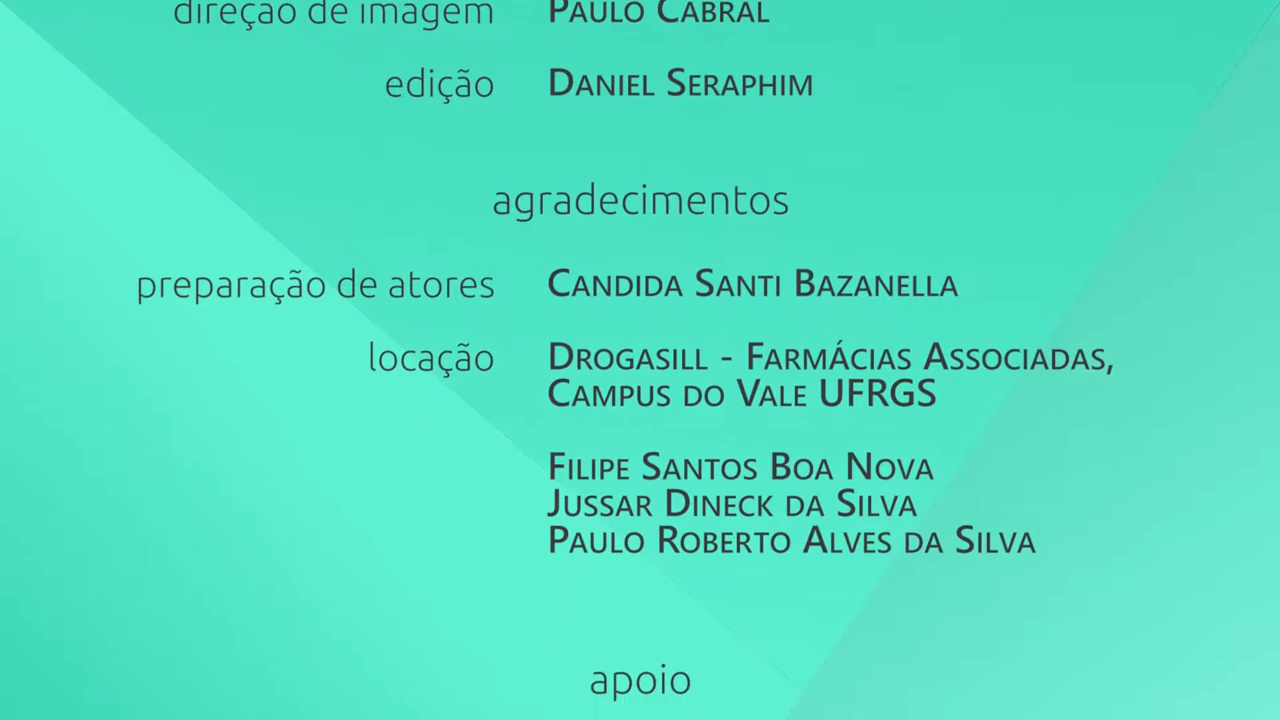 direção de imagem Paulo Cabral
edição Daniel Seraphim
agradecimentos
preparação de atores Candida Santi Bazanella
locação Drogasill - Farmácias Associadas,
Campus do Vale UFRGS
Filipe Santos Boa Nova
Jussar Dineck da Silva
Paulo Roberto Alves da Silva
apoio